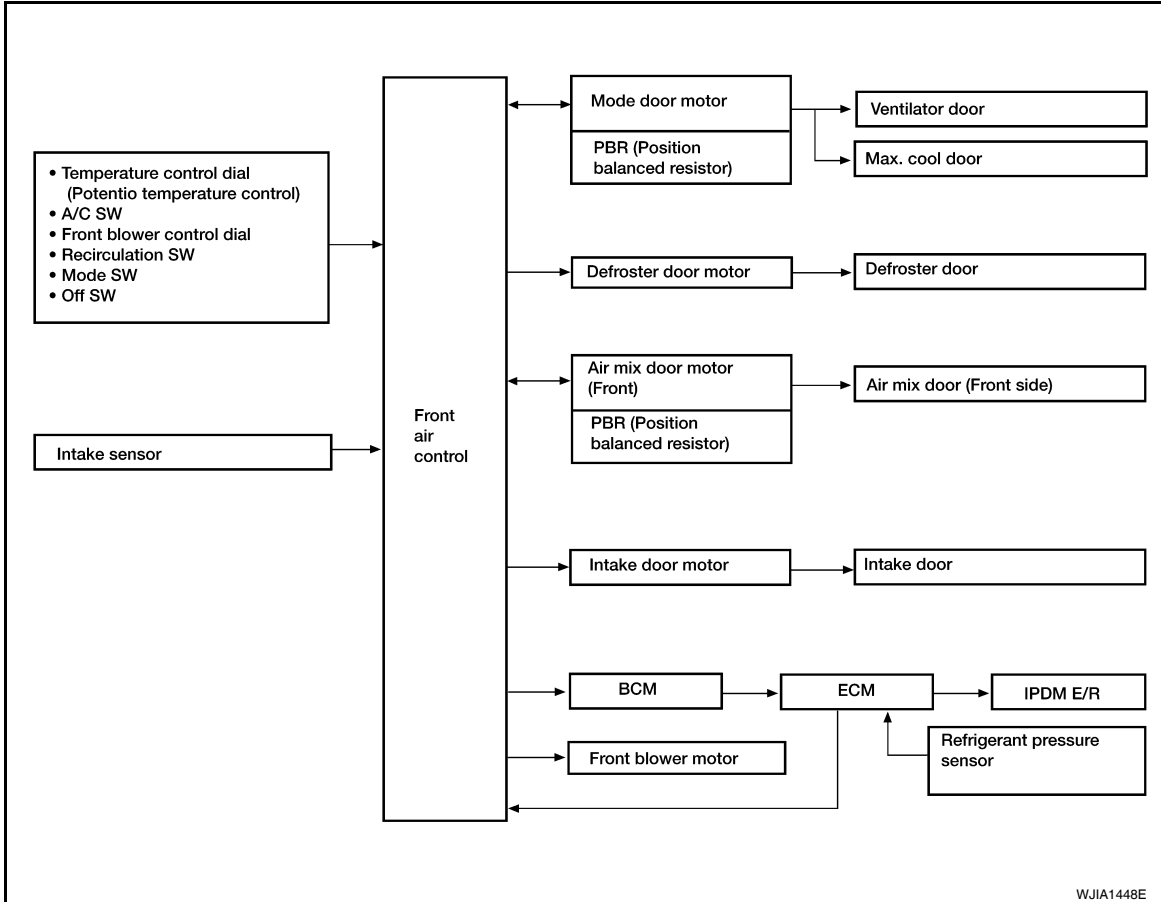 • Temperature control dial
(Potentio temperature control)
• A/C SW
• Front blower control dial
• Recirculation SW
• Mode SW
• Off SW
Intake sensor
Front
air
control
Mode door motor
PBR (Position
balanced resistor)
Ventilator door
Max. cool door
Defroster door motor
Defroster door
Air mix door motor
(Front)
PBR (Position
balanced resistor)
Air mix door (Front side)
Intake door motor
Intake door
BCM
ECM
IPDM E/R
Refrigerant pressure
sensor
Front blower motor
WJIA1448E